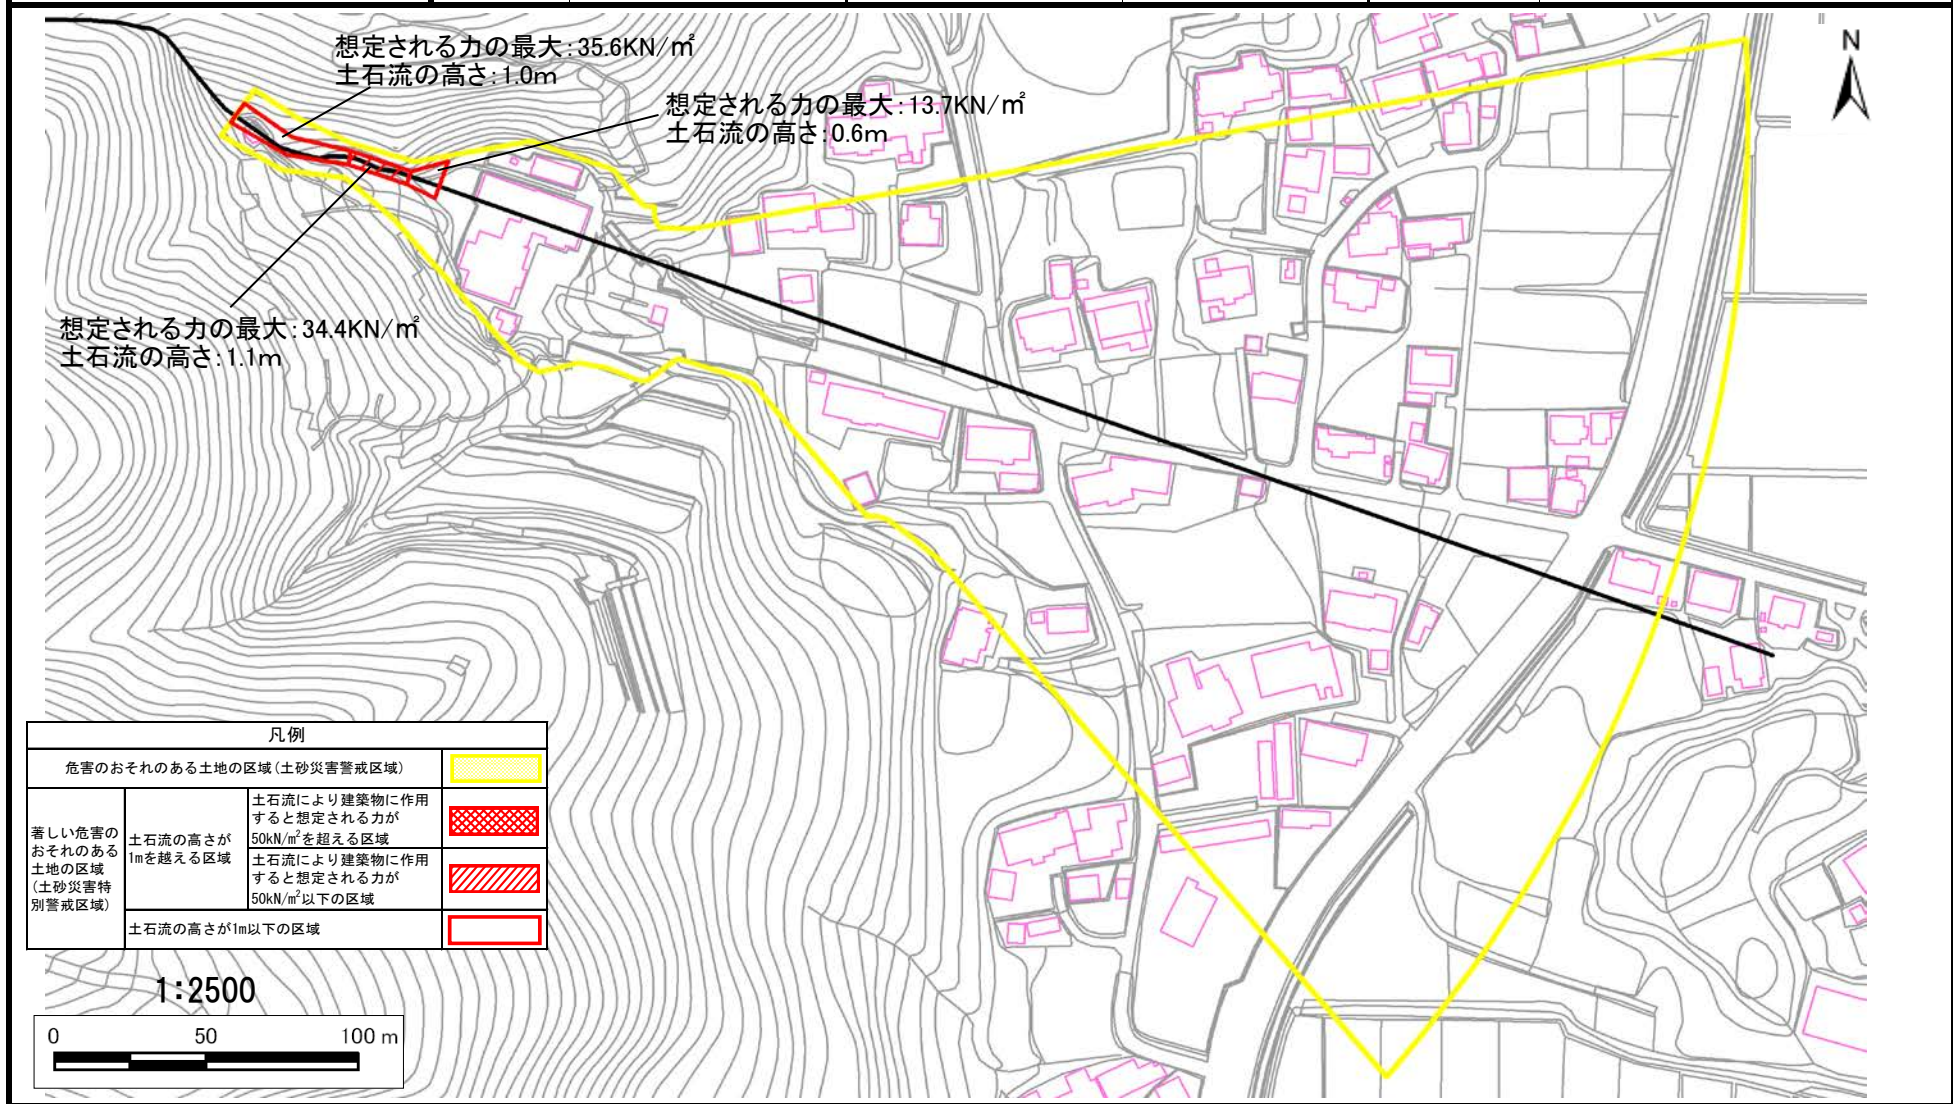 想定される力の最大:35.6KN/㎡
土石流の高さ:1.0m
想定される力の最大:13.7KN/㎡
土石流の高さ:0.6m
N
想定される力の最大:34.4KN/㎡
土石流の高さ:1.1m
凡例
危害のおそれのある土地の区域(土砂災害警戒区域)
著しい危害の
おそれのある
土地の区域
(土砂災害特
別警戒区域)
土石流の高さが
1mを越える区域
土石流により建築物に作用
すると想定される力が
50kN/m²を超える区域
土石流により建築物に作用
すると想定される力が
50kN/m²以下の区域
土石流の高さが1m以下の区域
1:2500
0 50 100 m